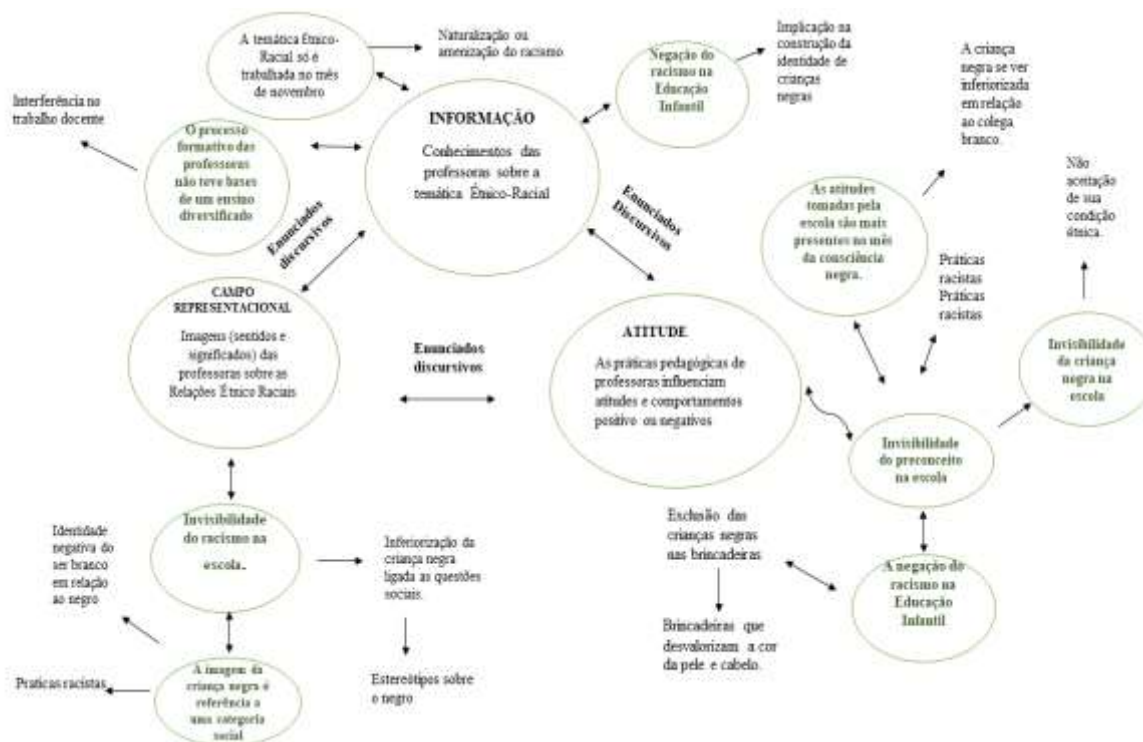 A temática Étnico-
Racial só é
trabalhada no mês
de novembro
Naturalização ou
amenização do racismo
Negação do
racismo na
Educação
Infantil
Implicação na
construção da
identidade de
crianças
negras
A criança
negra se ver
inferiorizada
em relação
ao colega
branco.
Interferência no
trabalho docente
O processo
formativo das
professoras
não teve bases
de um ensino
diversificado
INFORMAÇÃO
Conhecimentos das
professoras sobre a
temática Étnico-Racial
Não
aceitação
de sua
condição
étnica.
As atitudes
tomadas pela
escola são mais
presentes no mês
da consciência
negra.
Enunciados
discursivos
Enunciados
Discursivos
Práticas
racistas
Práticas
racistas
CAMPO
REPRESENTACIONAL
Imagens (sentidos e
significados) das
professoras sobre as
Relações Étnico Raciais
Enunciados
discursivos
ATITUDE
As práticas pedagógicas de
professoras influenciam
atitudes e comportamentos
positivo ou negativos
Invisibilidade
da criança
negra na
escola
Invisibilidade
do preconceito
na escola
Identidade
negativa do
ser branco
em relação
ao negro
Invisibilidade
do racismo na
escola.
Inferiorização da
criança negra
ligada as questões
sociais.
Exclusão das
crianças negras
nas brincadeiras
A negação do
racismo na
Educação
Infantil
Brincadeiras que
desvalorizam a cor
da pele e cabelo.
Praticas racistas
A imagem da
criança negra é
referência a
uma categoria
social
Estereótipos sobre
o negro